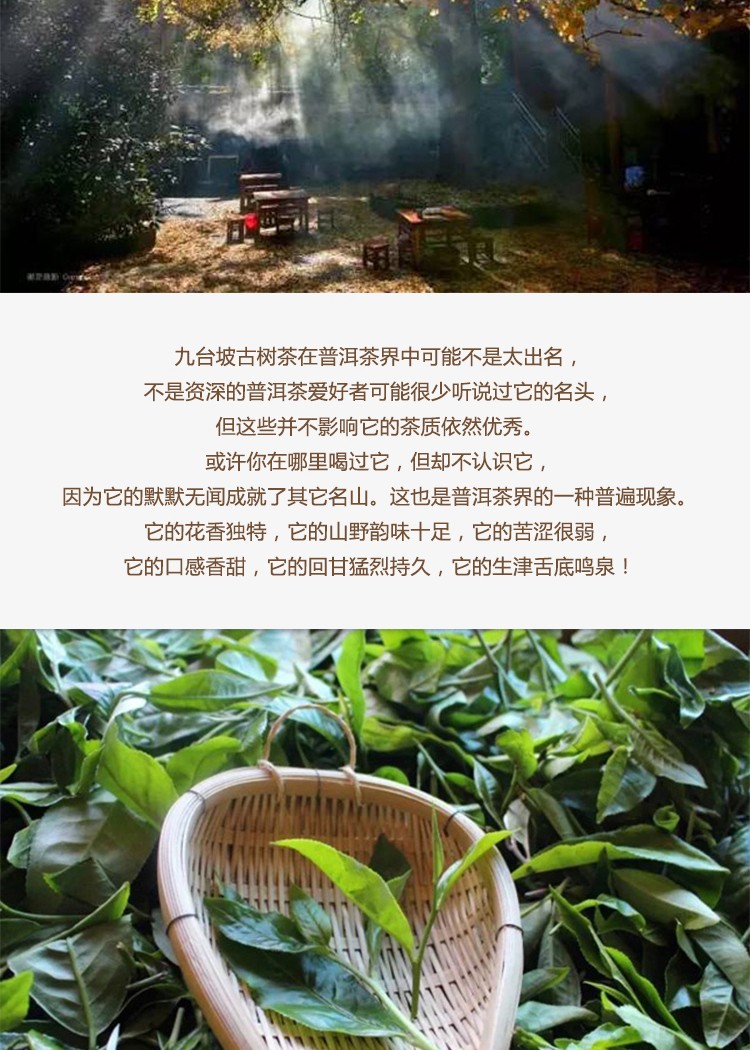 九台坡古树茶在普洱茶界中可能不是太出名，
不是资深的普洱茶爱好者可能很少听说过它的名头，
但这些并不影响它的茶质依然优秀。
或许你在哪里喝过它，但却不认识它，
因为它的默默无闻成就了其它名山。这也是普洱茶界的一种普遍现象。
它的花香独特，它的山野韵味十足，它的苦涩很弱，
它的口感香甜，它的回甘猛烈持久，它的生津舌底鸣泉！